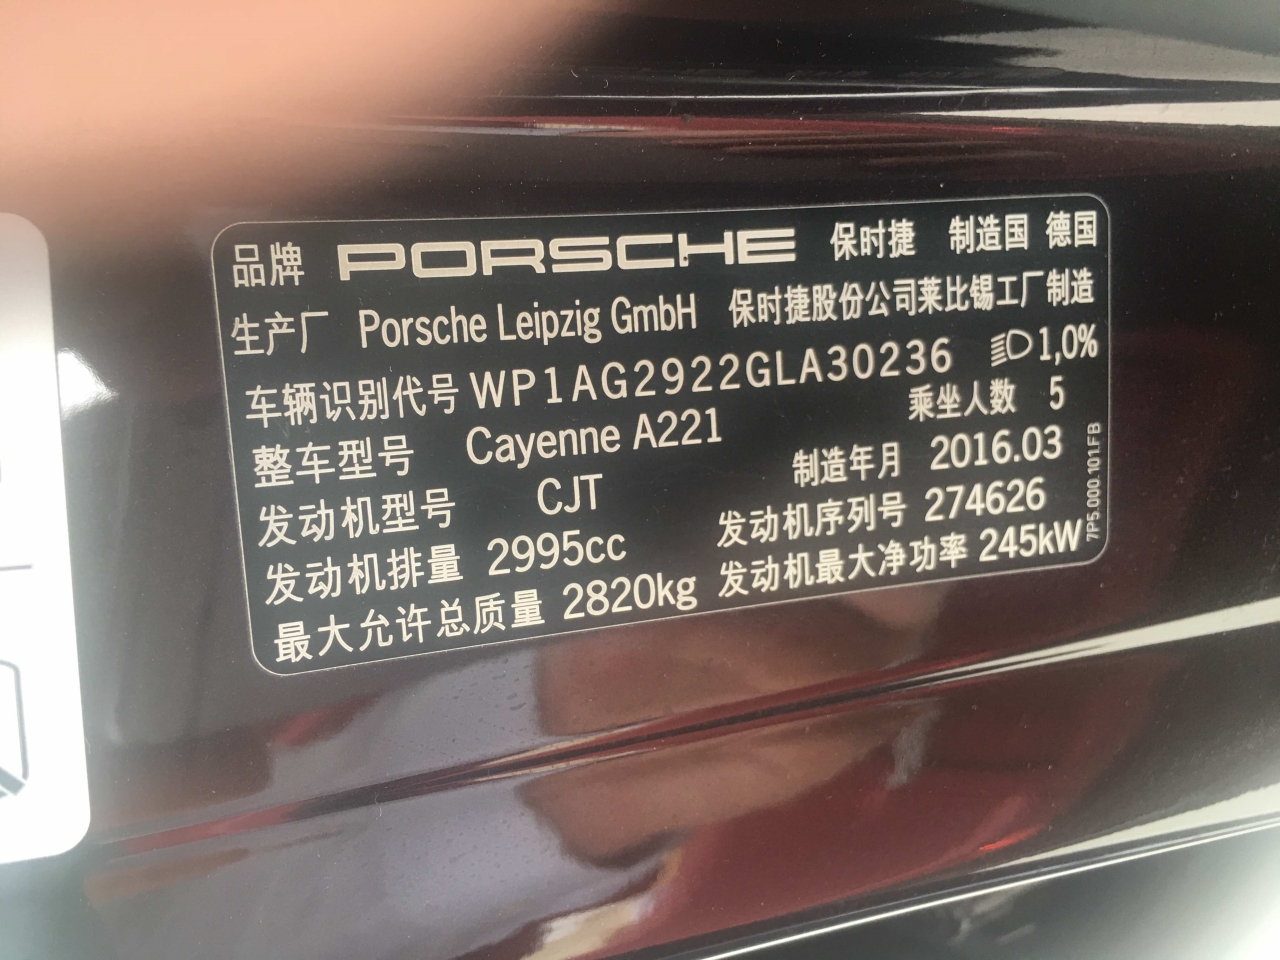 品牌 PORSCHE 保时捷 制造国 德国
生产厂 Porsche Leipzig GmbH 保时捷股份公司莱比锡工厂制造
车辆识别代号 WP1AG2922GLA30236 1,0%
整车型号 Cayenne A221 乘坐人数 5
发动机型号 CJT 制造年月 2016.03
发动机排量 2995cc 发动机序列号 274626
最大允许总质量 2820kg 发动机最大净功率 245kW
7P5.000.101.FB